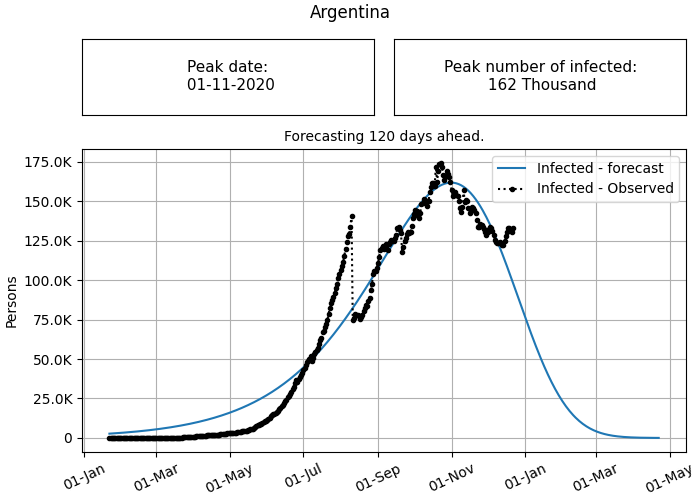 Argentina
Peak date:
01-11-2020
Peak number of infected:
162 Thousand
Forecasting 120 days ahead.
Infected - forecast
Infected - Observed
175.0K
150.0K
125.0K
100.0K
75.0K
50.0K
25.0K
0
Persons
01-Jan
01-Mar
01-May
01-Jul
01-Sep
01-Nov
01-Jan
01-Mar
01-May